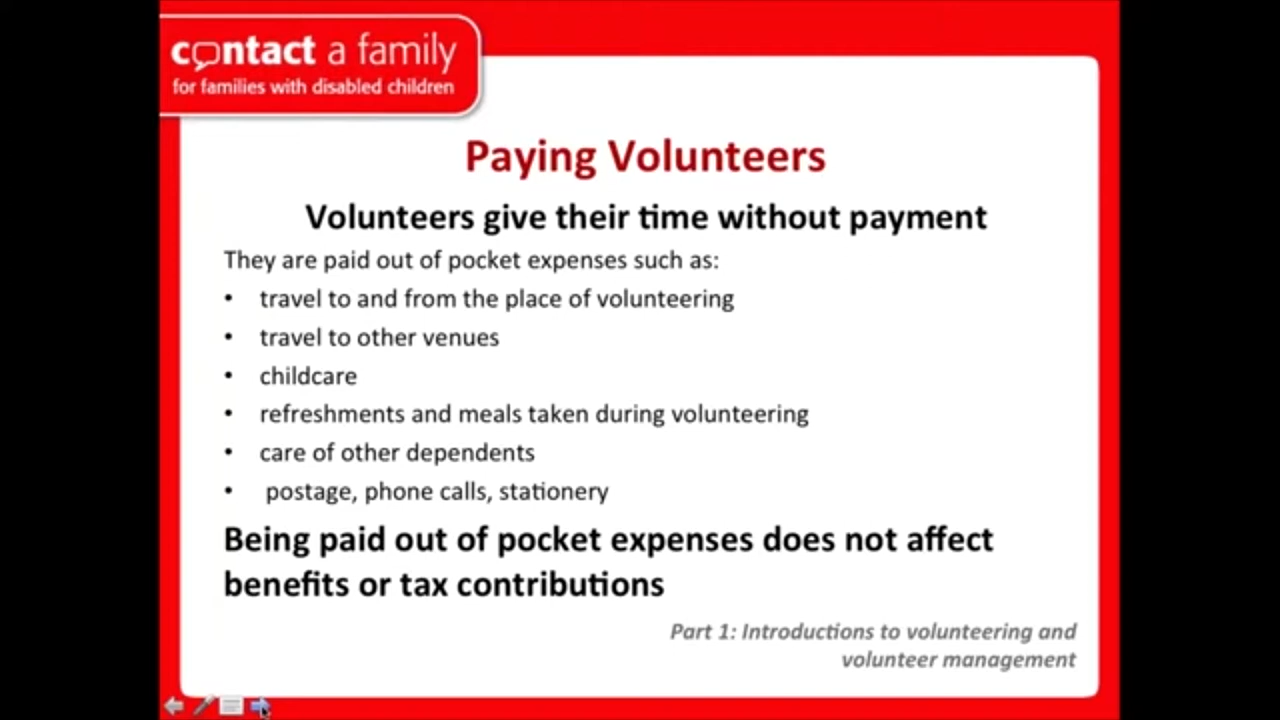 contact a family
for families with disabled children
Paying Volunteers
Volunteers give their time without payment
They are paid out of pocket expenses such as:
• travel to and from the place of volunteering
• travel to other venues
• childcare
• refreshments and meals taken during volunteering
• care of other dependents
• postage, phone calls, stationery
Being paid out of pocket expenses does not affect
benefits or tax contributions
Part 1: Introductions to volunteering and
volunteer management